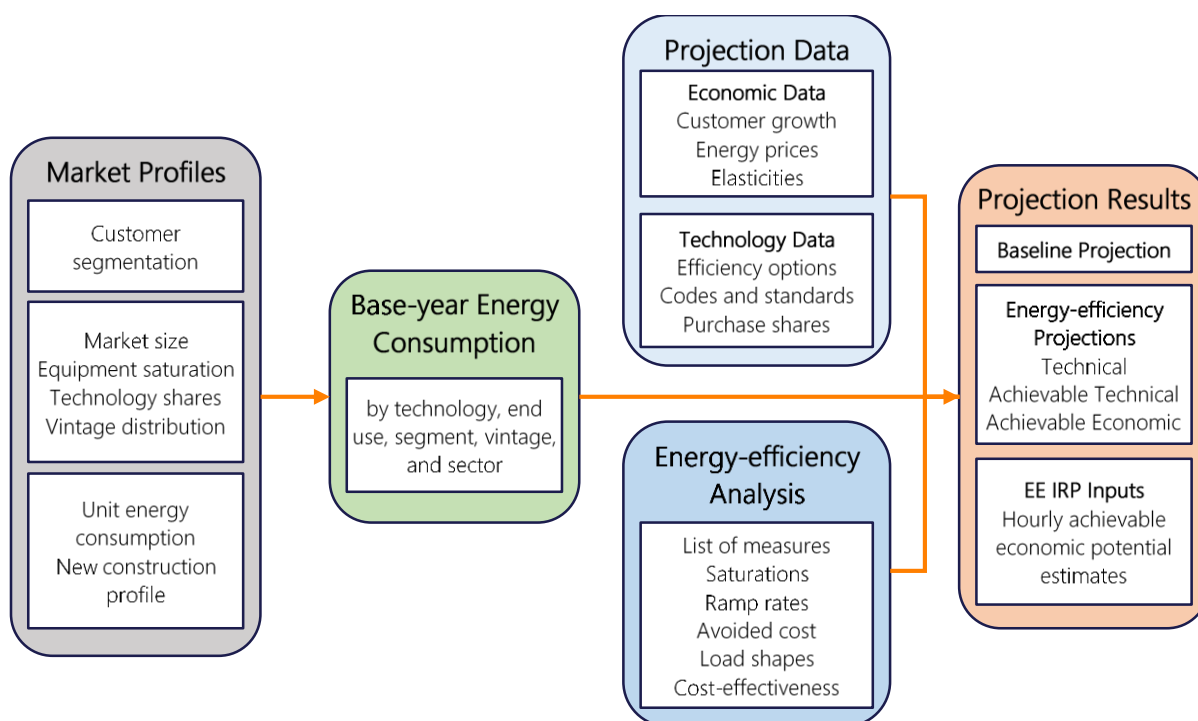 Market Profiles
Customer
segmentation
Market size
Equipment saturation
Technology shares
Vintage distribution
Unit energy
consumption
New construction
profile
Base-year Energy
Consumption
by technology, end
use, segment, vintage,
and sector
Projection Data
Economic Data
Customer growth
Energy prices
Elasticities
Technology Data
Efficiency options
Codes and standards
Purchase shares
Energy-efficiency
Analysis
List of measures
Saturations
Ramp rates
Avoided cost
Load shapes
Cost-effectiveness
Projection Results
Baseline Projection
Energy-efficiency
Projections
Technical
Achievable Technical
Achievable Economic
EE IRP Inputs
Hourly achievable
economic potential
estimates